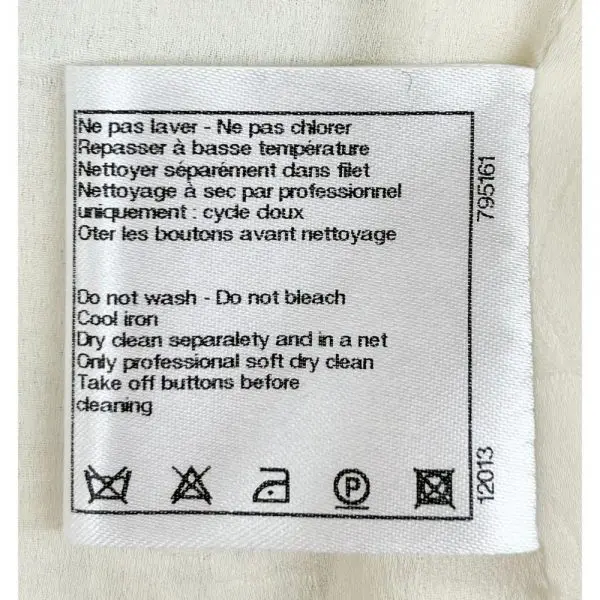 Ne pas laver - Ne pas chlorer
Repasser à basse température
Nettoyer séparément dans filet
Nettoyage à sec par professionnel
uniquement : cycle doux
Oter les boutons avant nettoyage
Do not wash - Do not bleach
Cool iron
Dry clean separalety and in a net
Only professional soft dry clean
Take off buttons before
cleaning
P
795161
12013